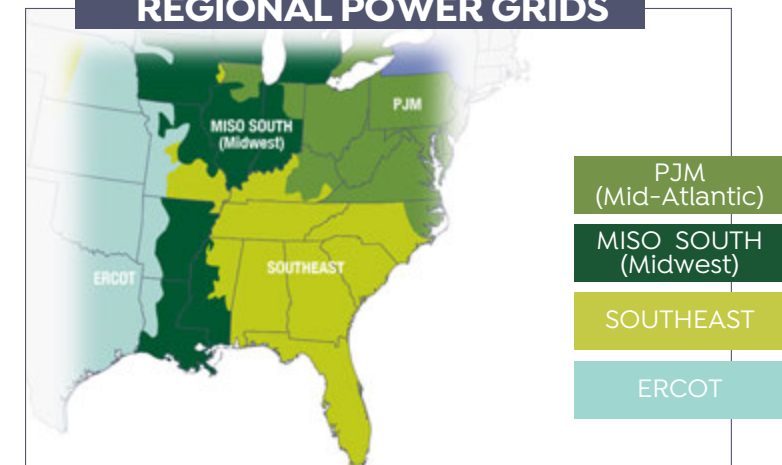 REGIONAL POWER GRIDS
PJM
MISO SOUTH
(Midwest)
ERCOT
SOUTHEAST
PJM
(Mid-Atlantic)
MISO SOUTH
(Midwest)
SOUTHEAST
ERCOT